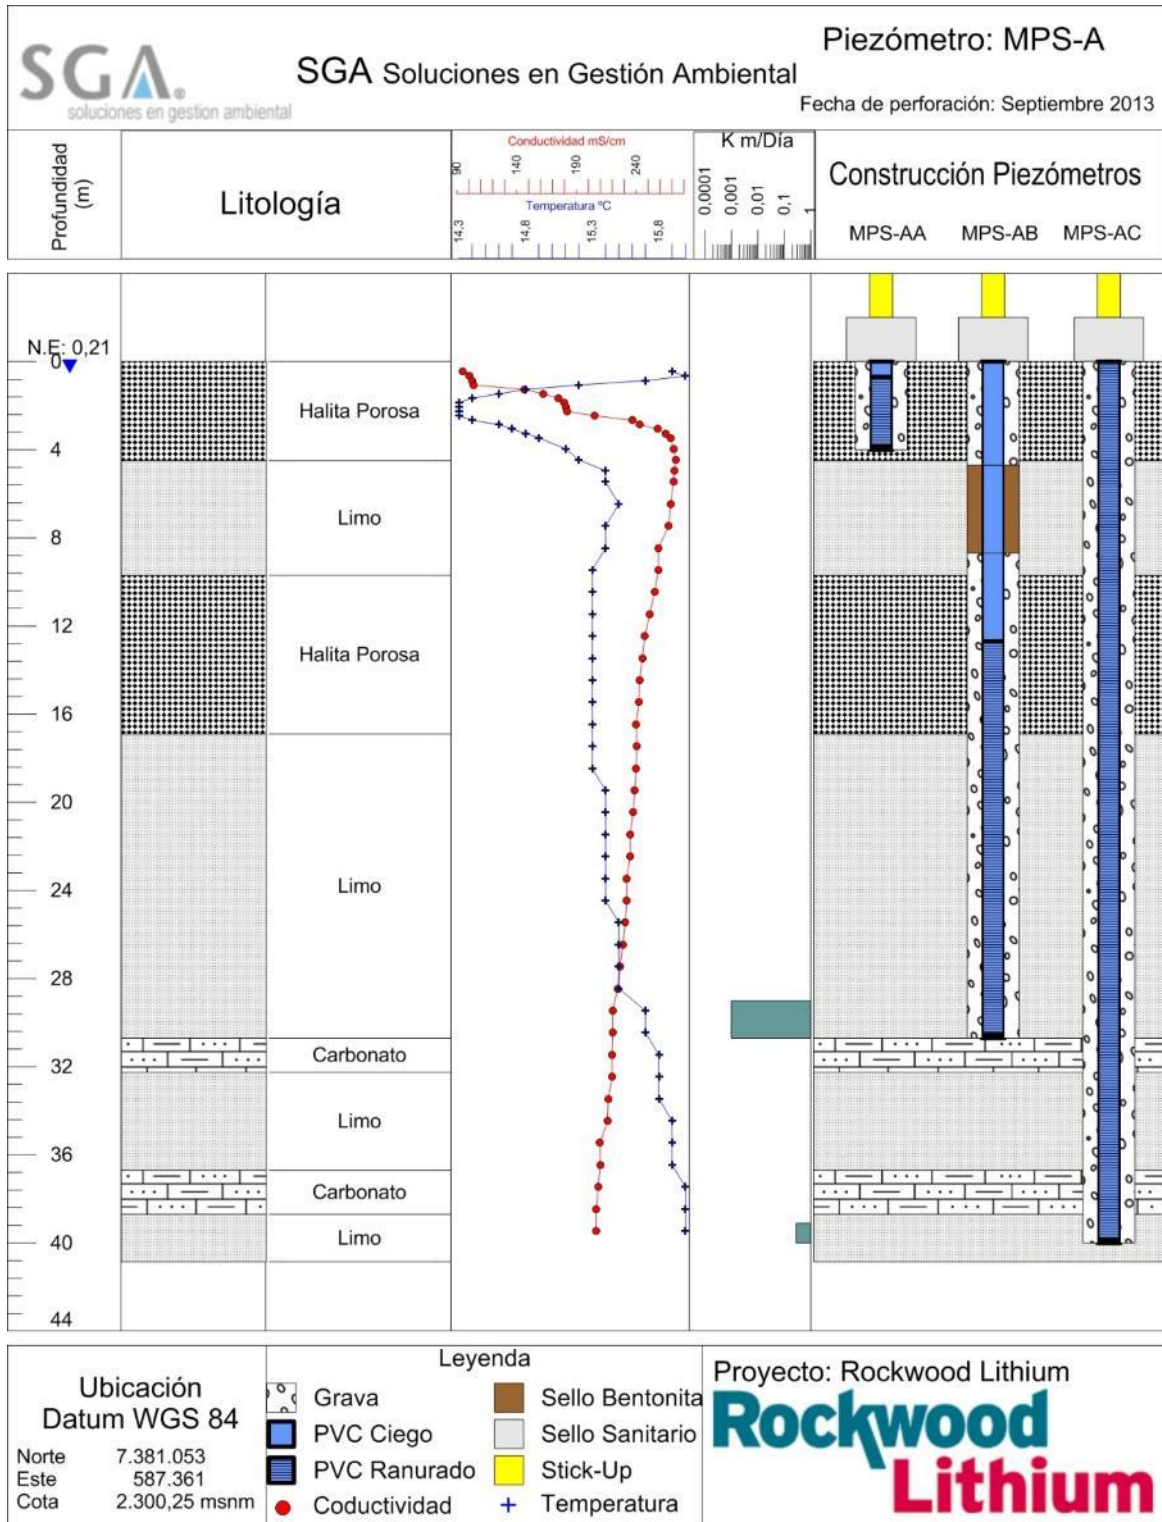 SGA®
soluciones en gestion ambiental
SGA Soluciones en Gestión Ambiental
Piezómetro: MPS-A
Fecha de perforación: Septiembre 2013
Profundidad
(m)
Litología
Conductividad mS/cm
90 140 190 240
Temperatura ºC
14,3 14,8 15,3 15,8
K m/Día
0,0001 0,001 0,01 0,1 1
Construcción Piezómetros
MPS-AA MPS-AB MPS-AC
N.E: 0,21
0
Halita Porosa
4
Limo
8
12
Halita Porosa
16
20
Limo
24
28
Carbonato
32
Limo
36
Carbonato
Limo
40
44
Ubicación
Datum WGS 84
Norte 7.381.053
Este 587.361
Cota 2.300,25 msnm
Leyenda
Grava
Sello Bentonita
PVC Ciego
Sello Sanitario
PVC Ranurado
Stick-Up
Coductividad
Temperatura
Proyecto: Rockwood Lithium
Rockwood
Lithium